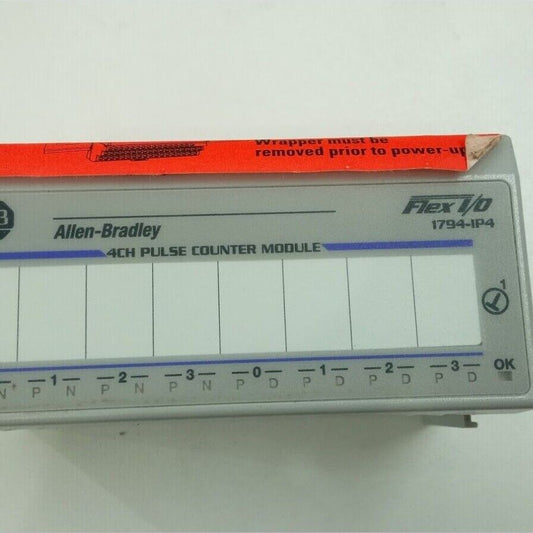 Wrapper must be
removed prior to power-up
B
Allen-Bradley
Flex I/O
1794-IP4
4CH PULSE COUNTER MODULE
1
1 2 3 0 1 2 3 OK
N P N P N P N P D P D P D P D